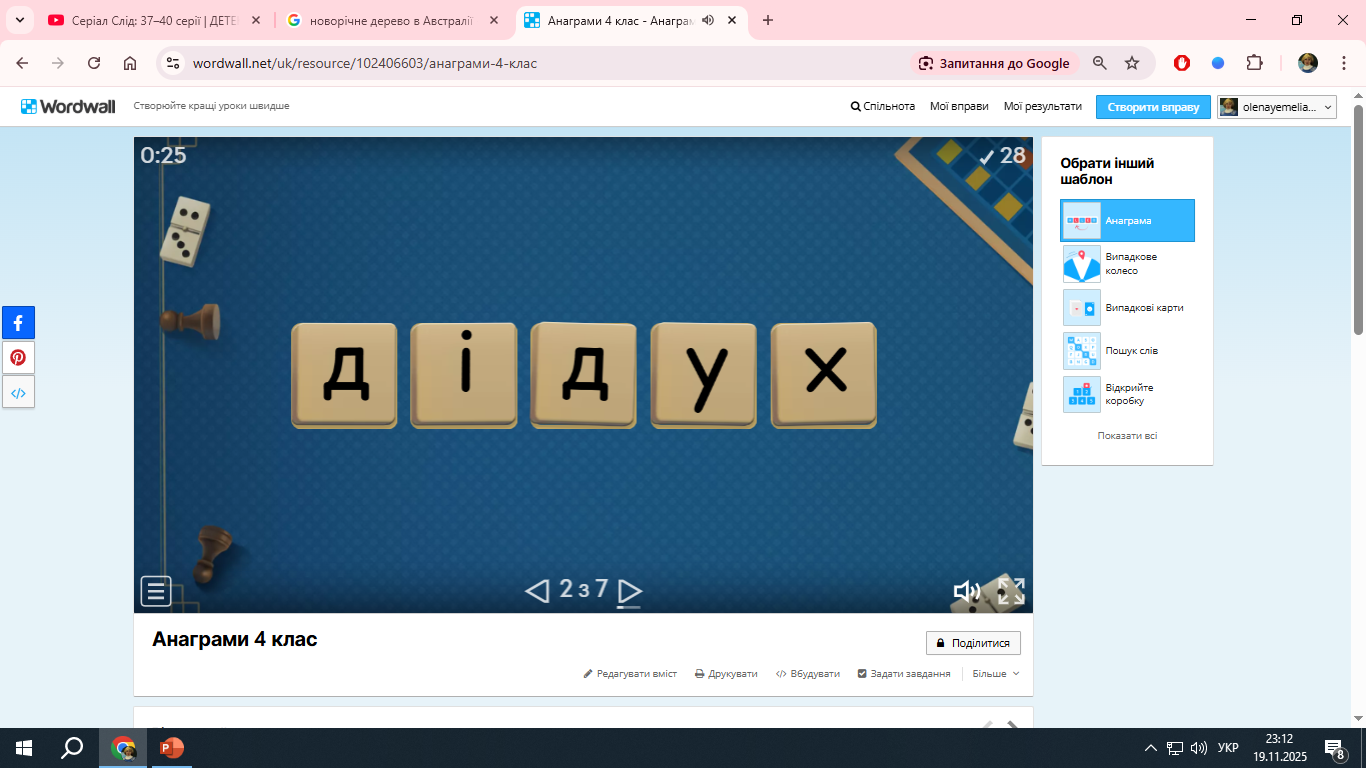 Серіал Слід: 37–40 серії | ДЕТЕ
новорічне дерево в Австралії
Анаграми 4 клас - Анаграм
wordwall.net/uk/resource/102406603/анаграми-4-клас
Запитання до Google
Wordwall
Створюйте кращі уроки швидше
Спільнота
Мої вправи
Мої результати
Створити вправу
olenayemelia...
0:25
28
д і д у х
2 з 7
Обрати інший
шаблон
Анаграма
Випадкове
колесо
Випадкові карти
Пошук слів
Відкрийте
коробку
Показати всі
Анаграми 4 клас
Поділитися
Редагувати вміст
Друкувати
Вбудувати
Задати завдання
Більше
УКР
23:12
19.11.2025
8